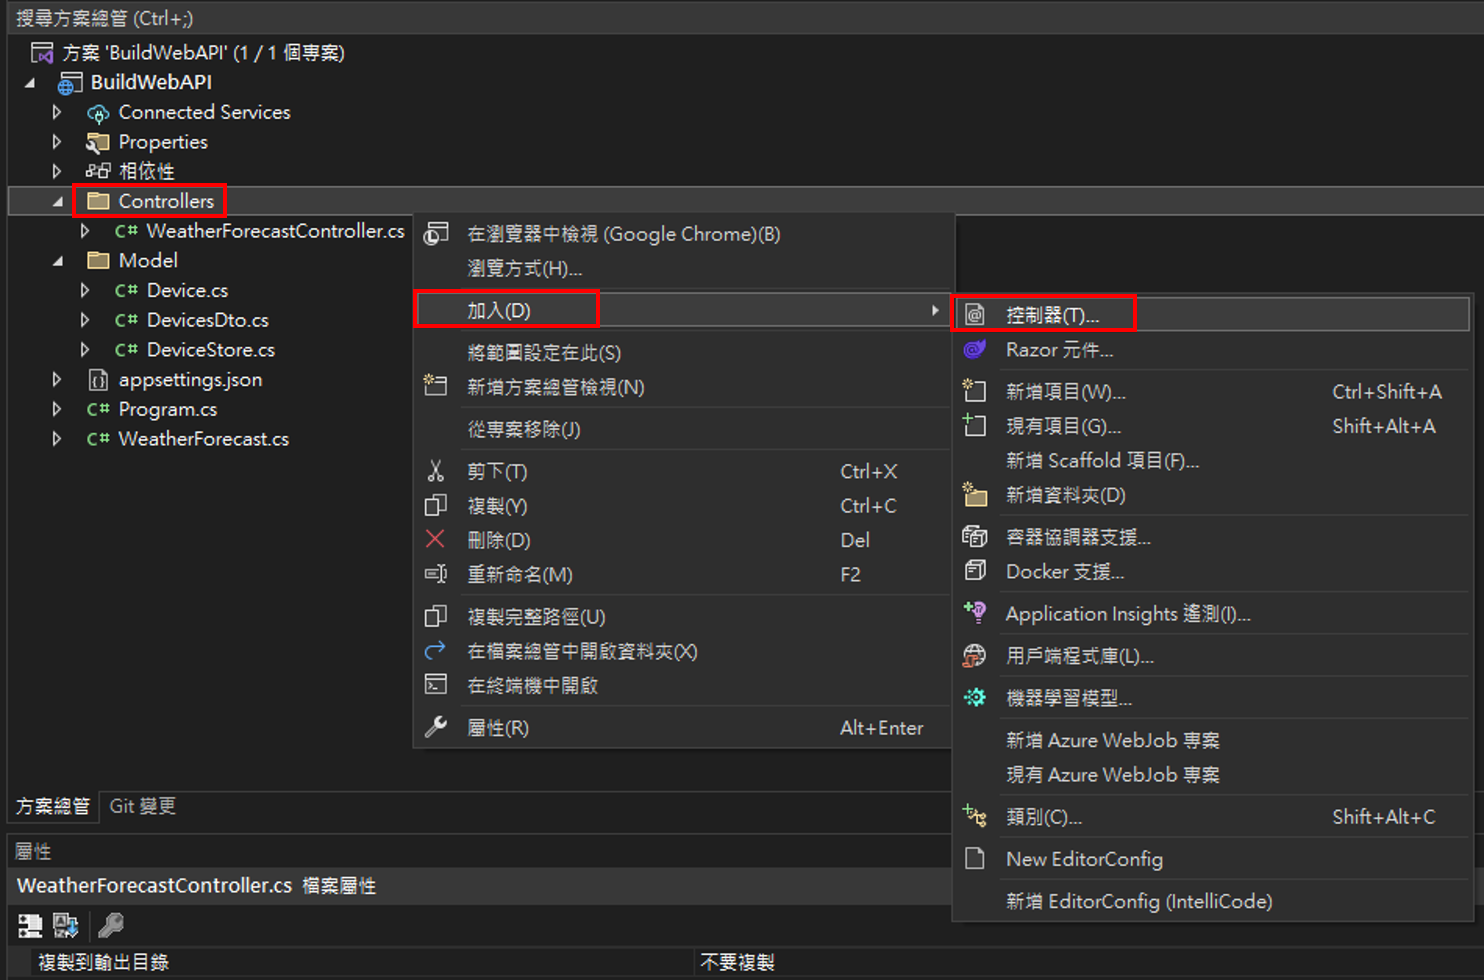 搜尋方案總管 (Ctrl+;)
方案 'BuildWebAPI' (1 / 1 個專案)
BuildWebAPI
Connected Services
Properties
相依性
Controllers
C# WeatherForecastController.cs
Model
C# Device.cs
C# DevicesDto.cs
C# DeviceStore.cs
appsettings.json
C# Program.cs
C# WeatherForecast.cs
在瀏覽器中檢視 (Google Chrome)(B)
瀏覽方式(H)...
加入(D)
將範圍設定在此(S)
新增方案總管檢視(N)
從專案移除(J)
剪下(T) Ctrl+X
複製(Y) Ctrl+C
刪除(D) Del
重新命名(M) F2
複製完整路徑(U)
在檔案總管中開啟資料夾(X)
在終端機中開啟
屬性(R) Alt+Enter
控制器(T)...
Razor 元件...
新增項目(W)... Ctrl+Shift+A
現有項目(G)... Shift+Alt+A
新增 Scaffold 項目(F)...
新增資料夾(D)
容器協調器支援...
Docker 支援...
Application Insights 遙測(I)...
用戶端程式庫(L)...
機器學習模型...
新增 Azure WebJob 專案
現有 Azure WebJob 專案
類別(C)... Shift+Alt+C
New EditorConfig
新增 EditorConfig (IntelliCode)
方案總管 Git 變更
屬性
WeatherForecastController.cs 檔案屬性
複製到輸出目錄 不要複製